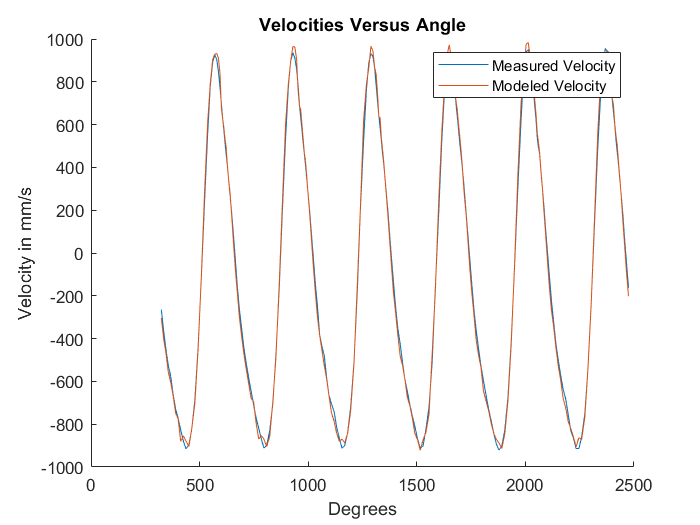 Velocities Versus Angle
1000
800
600
400
200
0
-200
-400
-600
-800
-1000
Velocity in mm/s
Measured Velocity
Modeled Velocity
0 500 1000 1500 2000 2500
Degrees